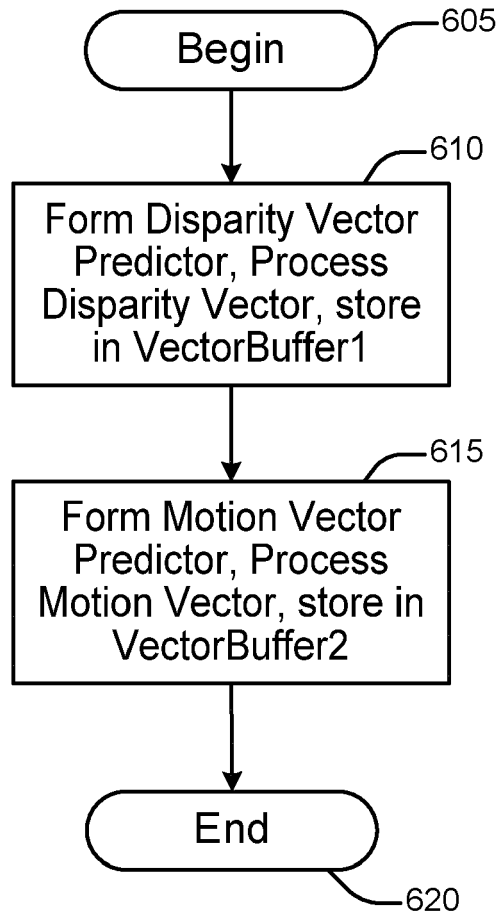 Begin
605
610
Form Disparity Vector
Predictor, Process
Disparity Vector, store
in VectorBuffer1
615
Form Motion Vector
Predictor, Process
Motion Vector, store in
VectorBuffer2
End
620